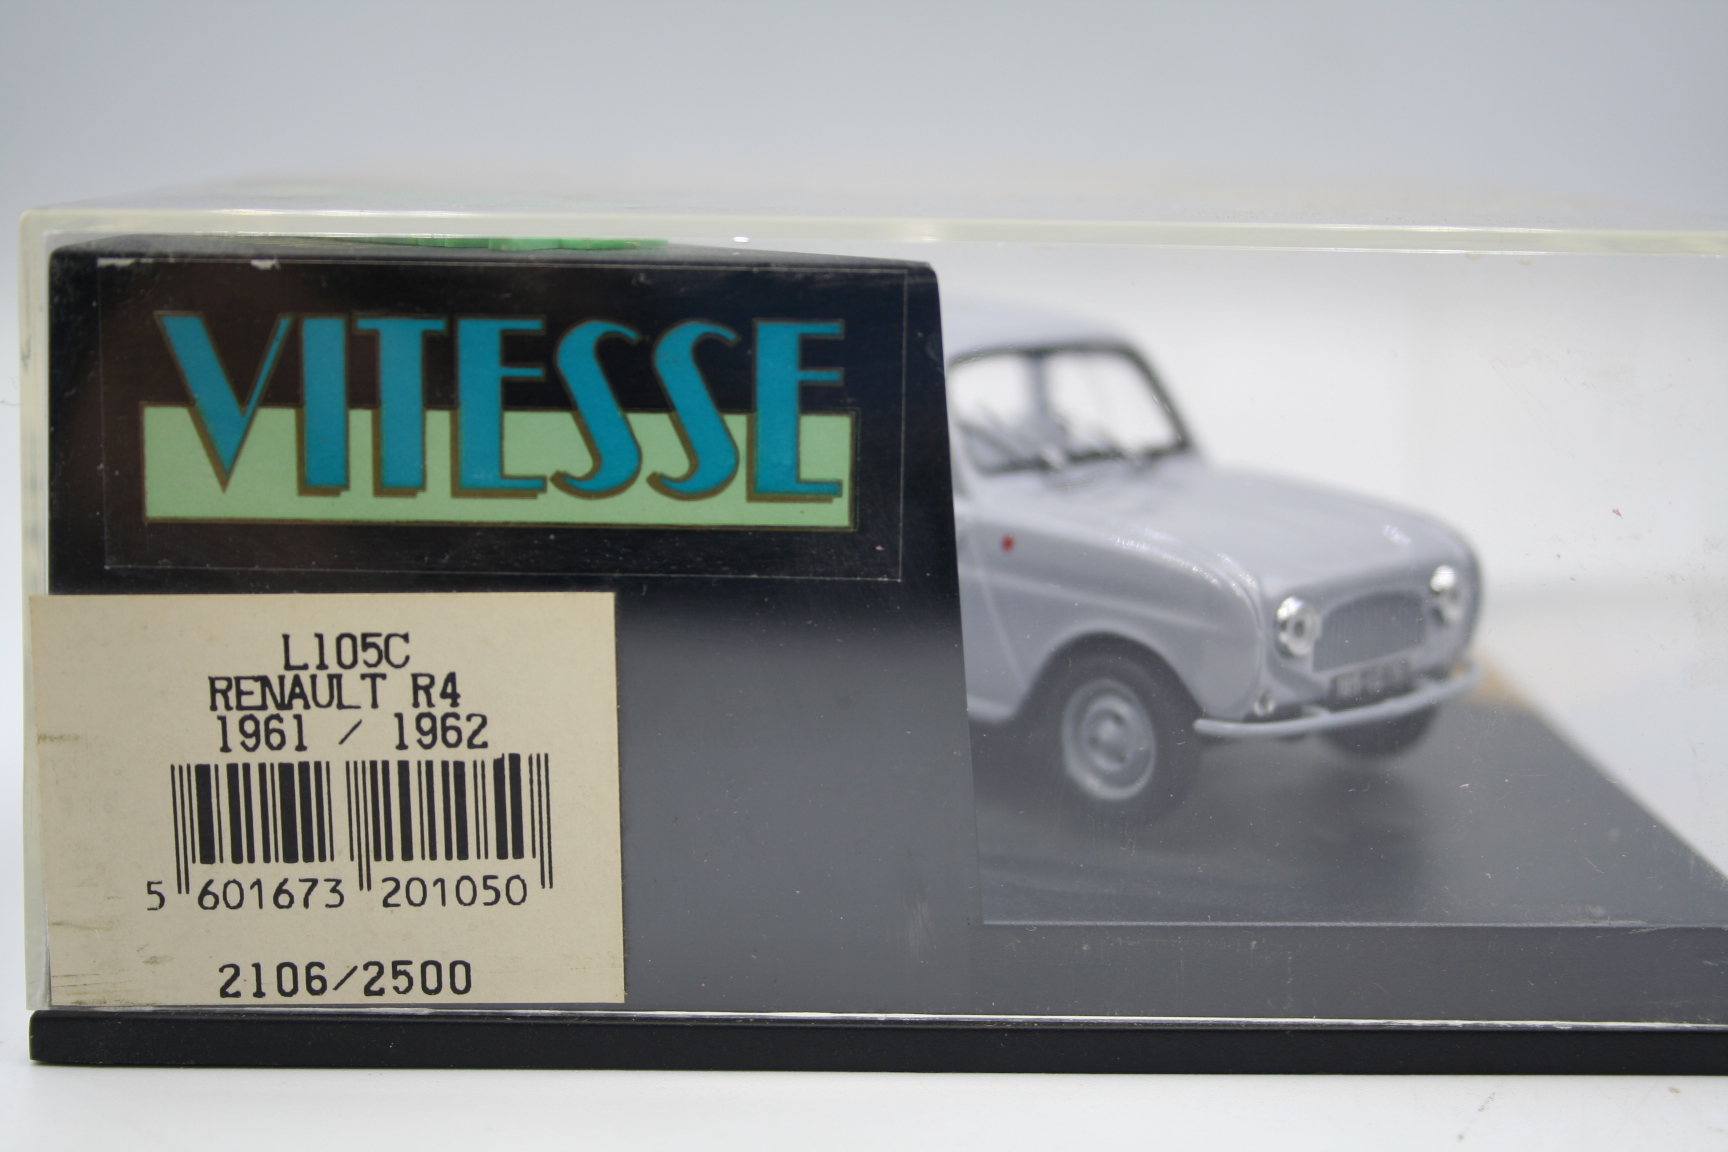 VITESSE
L105C
RENAULT R4
1961 / 1962
5 601673 201050
2106/2500